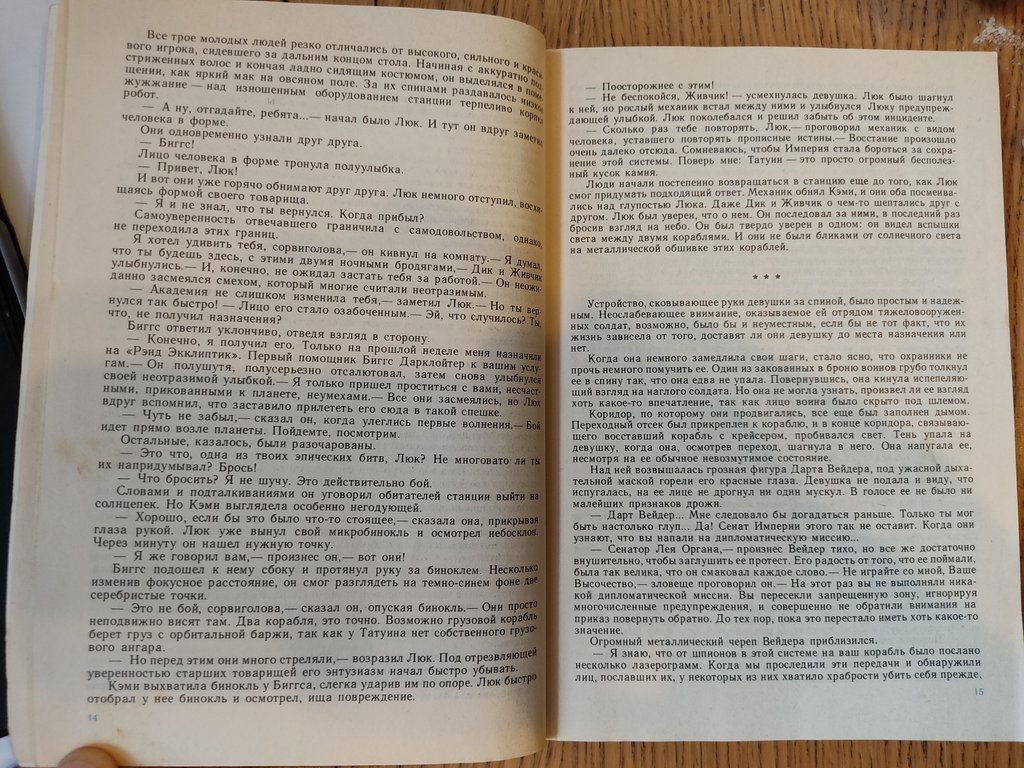 Все трое молодых людей резко отличались от высокого, сильного и краси-
вого игрока, сидевшего за дальним концом стола. Начиная с аккуратно под-
стриженных волос и кончая ладно сидящим костюмом, он выделялся в поме-
щении, как яркий мак на овсяном поле. За их спинами раздавалось низкое
жужжание — над изношенным оборудованием станции терпеливо корпел
робот.
— А ну, отгадайте, ребята...— начал было Люк. И тут он вдруг заметил
человека в форме.
Они одновременно узнали друг друга.
— Биггс!
Лицо человека в форме тронула полуулыбка.
— Привет, Люк!
И вот они уже горячо обнимают друг друга. Люк немного отступил, восхи-
щаясь формой своего товарища.
— Я и не знал, что ты вернулся. Когда прибыл?
Самоуверенность отвечавшего граничила с самодовольством, однако,
не переходила этих границ.
Я хотел удивить тебя, сорвиголова,— он кивнул на комнату.— Я думал,
что ты будешь здесь, с этими двумя ночными бродягами,— Дик и Живчик
улыбнулись.— И, конечно, не ожидал застать тебя за работой.— Он неожи-
данно засмеялся смехом, который многие считали неотразимым.
— Академия не слишком изменила тебя,— заметил Люк.— Но ты вер-
нулся так быстро! — Лицо его стало озабоченным.— Эй, что случилось? Ты,
что, не получил назначения?
Биггс ответил уклончиво, отведя взгляд в сторону.
— Конечно, я получил его. Только на прошлой неделе меня назначили
на «Рэнд Экклиптик». Первый помощник Биггс Дарклойтер к вашим услу-
гам.— Он полушутя, полусерьезно отсалютовал, затем снова улыбнулся
своей неотразимой улыбкой.— Я только пришел проститься с вами, несчаст-
ными, прикованными к планете, неумехами.— Все они засмеялись, но Люк
вдруг вспомнил, что заставило прилететь его сюда в такой спешке.
— Чуть не забыл,— сказал он, когда улеглись первые волнения.— Бой
идет прямо возле планеты. Пойдемте, посмотрим.
Остальные, казалось, были разочарованы.
— Это что, одна из твоих эпических битв, Люк? Не многовато ли ты
их напридумывал? Брось!
— Что бросить? Я не шучу. Это действительно бой.
Словами и подталкиваниями он уговорил обитателей станции выйти на
солнцепек. Но Кэми выглядела особенно негодующей.
— Хорошо, если бы это было что-то стоящее,— сказала она, прикрывая
глаза рукой. Люк уже вынул свой микробинокль и осмотрел небосклон.
Через минуту он нашел нужную точку.
— Я же говорил вам,— произнес он,— вот они!
Биггс подошел к нему сбоку и протянул руку за биноклем. Несколько
изменив фокусное расстояние, он смог разглядеть на темно-синем фоне две
серебристые точки.
— Это не бой, сорвиголова,— сказал он, опуская бинокль.— Они просто
неподвижно висят там. Два корабля, это точно. Возможно грузовой корабль
берет груз с орбитальной баржи, так как у Татуина нет собственного грузо-
вого ангара.
— Но перед этим они много стреляли,— возразил Люк. Под отрезвляющей
уверенностью старших товарищей его энтузиазм начал быстро убывать.
Кэми выхватила бинокль у Биггса, слегка ударив им по опоре. Люк быстро
отобрал у нее бинокль и осмотрел, ища повреждение.
14
— Поосторожнее с этим!
— Не беспокойся, Живчик! — усмехнулась девушка. Люк было шагнул
к ней, но рослый механик встал между ними и улыбнулся Люку предупреж-
дающей улыбкой. Люк поколебался и решил забыть об этом инциденте.
— Сколько раз тебе повторять, Люк,— проговорил механик с видом
человека, уставшего повторять прописные истины.— Восстание произошло
очень далеко отсюда. Сомневаюсь, чтобы Империя стала бороться за сохра-
нение этой системы. Поверь мне: Татуин — это просто огромный бесполез-
ный кусок камня.
Люди начали постепенно возвращаться в станцию еще до того, как Люк
смог придумать подходящий ответ. Механик обнял Кэми, и они оба посмеива-
лись над глупостью Люка. Даже Дик и Живчик о чем-то шептались друг с
другом. Люк был уверен, что о нем. Он последовал за ними, в последний раз
бросив взгляд на небо. Он был твердо уверен в одном: он видел вспышки
света между двумя кораблями. И они не были бликами от солнечного света
на металлической обшивке этих кораблей.
* * *
Устройство, сковывающее руки девушки за спиной, было простым и надеж-
ным. Неослабевающее внимание, оказываемое ей отрядом тяжеловооружен-
ных солдат, возможно, было бы и неуместным, если бы не тот факт, что их
жизнь зависела от того, доставят ли они девушку до места назначения или
нет.
Когда она немного замедлила свои шаги, стало ясно, что охранники не
прочь немного помучить ее. Один из закованных в броню воинов грубо толкнул
ее в спину так, что она едва не упала. Повернувшись, она кинула испепеляю-
щий взгляд на наглого солдата. Но она не могла узнать, произвел ли ее взгляд
хоть какое-то впечатление, так как лицо воина было скрыто под шлемом.
Коридор, по которому они продвигались, все еще был заполнен дымом.
Переходный отсек был прикреплен к кораблю, и в конце коридора, связываю-
щего восставший корабль с крейсером, пробивался свет. Тень упала на
девушку, когда она, осмотрев переход, шагнула в него. Она напугала ее,
несмотря на ее обычное невозмутимое состояние.
Над ней возвышалась грозная фигура Дарта Вейдера, под ужасной дыха-
тельной маской горели его красные глаза. Девушка не подала и виду, что
испугалась, на ее лице не дрогнул ни один мускул. В голосе ее не было ни
малейших признаков дрожи.
— Дарт Вейдер... Мне следовало бы догадаться раньше. Только ты мог
быть настолько глуп... Да! Сенат Империи этого так не оставит. Когда они
узнают, что вы напали на дипломатическую миссию...
— Сенатор Лея Органа,— произнес Вейдер тихо, но все же достаточно
внушительно, чтобы заглушить ее протест. Его радость от того, что ее поймали,
была так велика, что он смаковал каждое слово.— Не играйте со мной, Ваше
Высочество,— зловеще проговорил он.— На этот раз вы не выполняли ника-
кой дипломатической миссии. Вы пересекли запрещенную зону, игнорируя
многочисленные предупреждения, и совершенно не обратили внимания на
приказ повернуть обратно. До тех пор, пока это перестало иметь хоть какое-то
значение.
Огромный металлический череп Вейдера приблизился.
— Я знаю, что от шпионов в этой системе на ваш корабль было послано
несколько лазерограмм. Когда мы проследили эти передачи и обнаружили
лиц, пославших их, у некоторых из них хватило храбрости убить себя прежде,
15